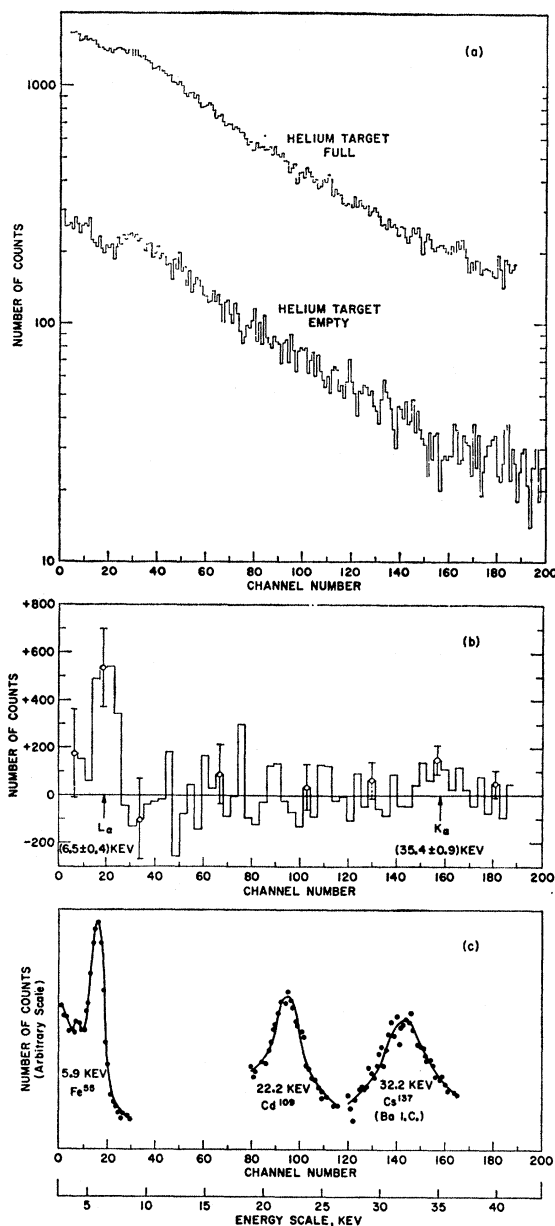 (a)
1000
HELIUM TARGET
FULL
NUMBER OF COUNTS
100
HELIUM TARGET
EMPTY
10
0 20 40 60 80 100 120 140 160 180 200
CHANNEL NUMBER
+800
(b)
+600
+400
+200
0
-200
NUMBER OF COUNTS
Lα
(6.5±0.4)KEV
Kα
(35.4±0.9)KEV
0 20 40 60 80 100 120 140 160 180 200
CHANNEL NUMBER
(c)
NUMBER OF COUNTS
(Arbitrary Scale)
5.9 KEV
Fe55
22.2 KEV
Cd109
32.2 KEV
Cs137
(Ba I.C.)
0 20 40 60 80 100 120 140 160 180 200
CHANNEL NUMBER
5 10 15 20 25 30 35 40
ENERGY SCALE, KEV